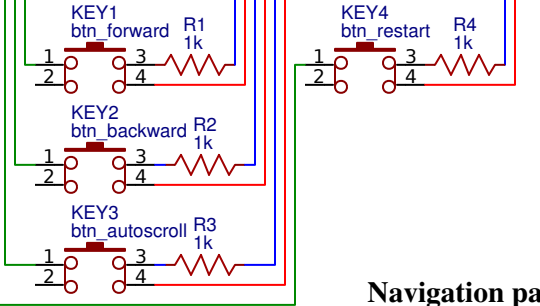 KEY1
btn_forward
R1
1k
1
2
3
4
KEY4
btn_restart
R4
1k
1
2
3
4
KEY2
btn_backward
R2
1k
1
2
3
4
KEY3
btn_autoscroll
R3
1k
1
2
3
4
Navigation pa